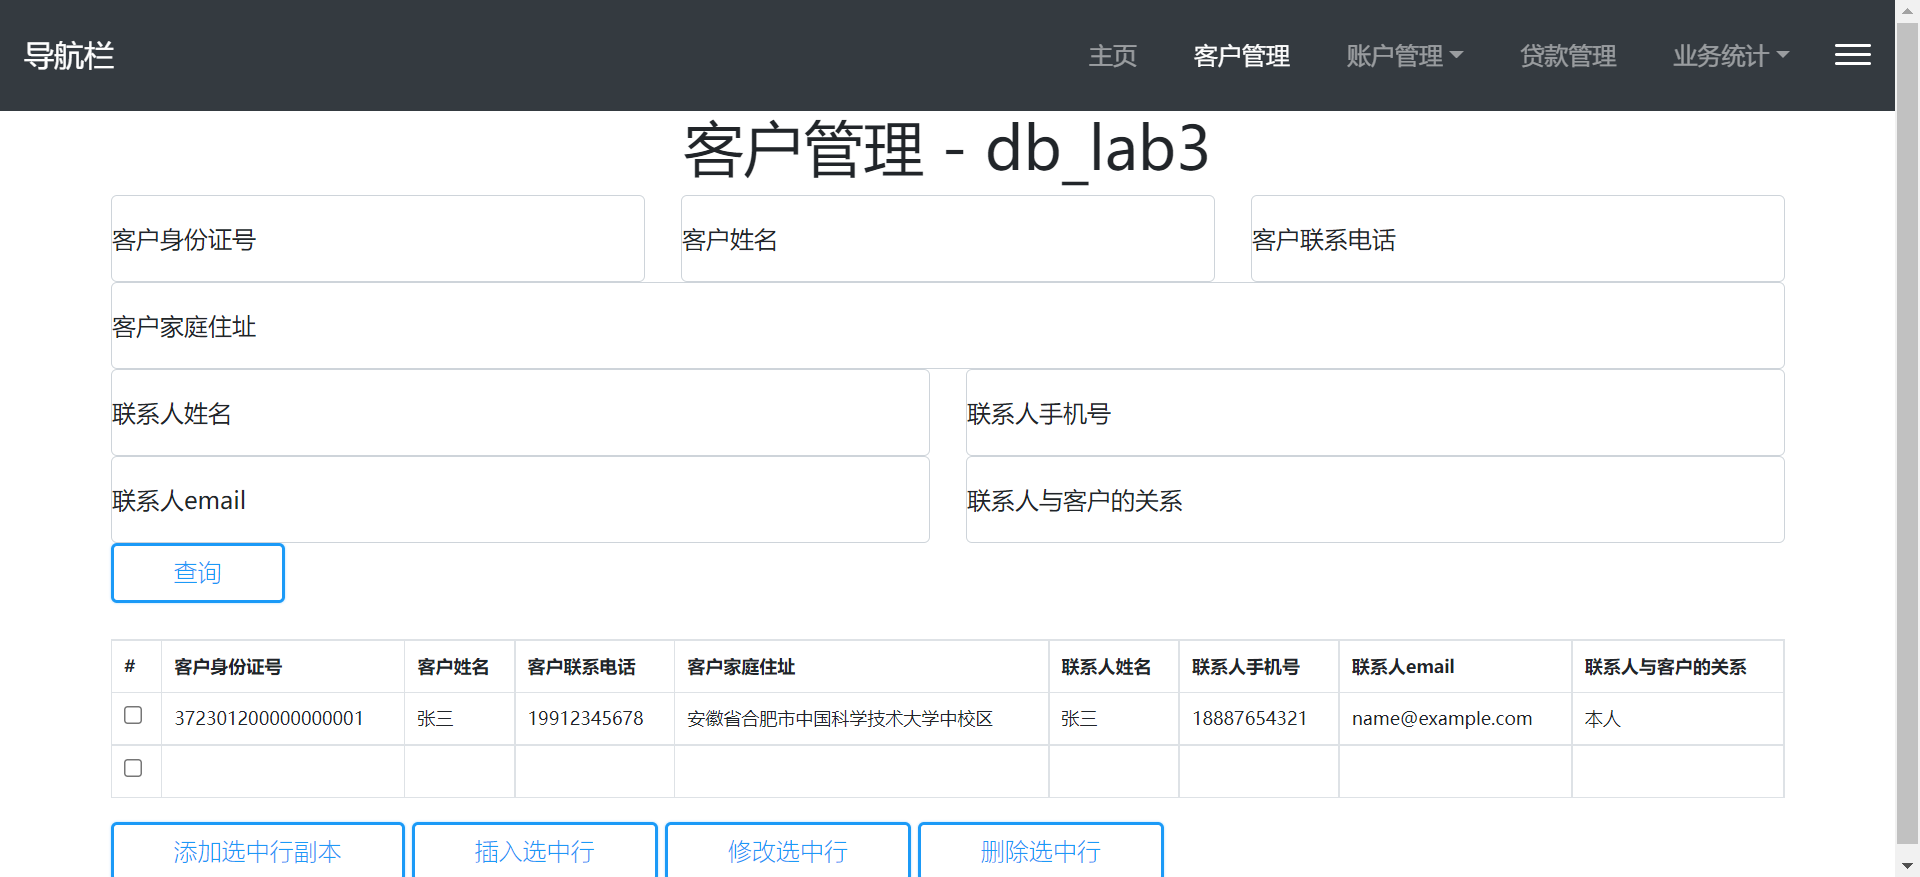 导航栏 主页 客户管理 账户管理 贷款管理 业务统计
客户管理 - db_lab3
客户身份证号 客户姓名 客户联系电话
客户家庭住址
联系人姓名 联系人手机号
联系人email 联系人与客户的关系
查询
# 客户身份证号 客户姓名 客户联系电话 客户家庭住址 联系人姓名 联系人手机号 联系人email 联系人与客户的关系
372301200000000001 张三 19912345678 安徽省合肥市中国科学技术大学中校区 张三 18887654321 name@example.com 本人
添加选中行副本 插入选中行 修改选中行 删除选中行